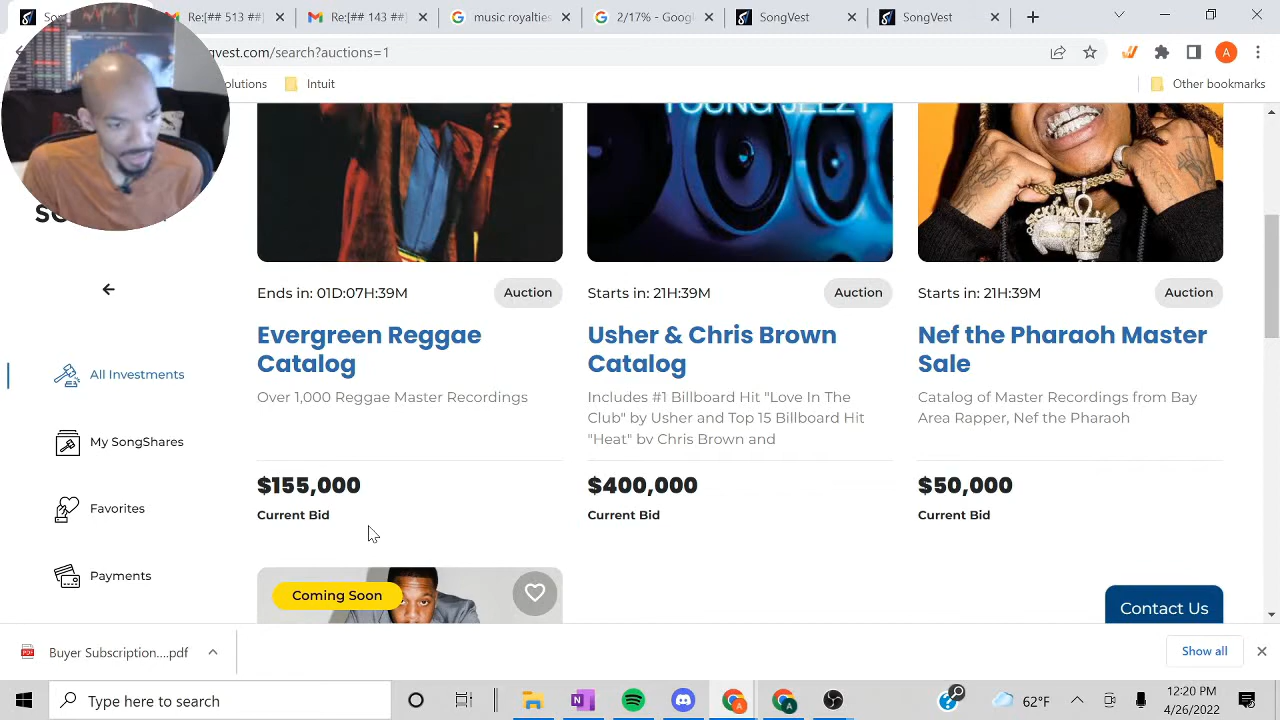 Re:[## 513 ##]
Re:[## 143 ##]
2/17% - Googl
vest.com/search?auctions=1
olutions
Intuit
Other bookmarks
YOUNG JEEZY
Ends in: 01D:07H:39M
Auction
Starts in: 21H:39M
Auction
Starts in: 21H:39M
Auction
Evergreen Reggae
Catalog
Usher & Chris Brown
Catalog
Nef the Pharaoh Master
Sale
Over 1,000 Reggae Master Recordings
Includes #1 Billboard Hit "Love In The
Club" by Usher and Top 15 Billboard Hit
"Heat" by Chris Brown and
Catalog of Master Recordings from Bay
Area Rapper, Nef the Pharaoh
All Investments
My SongShares
Favorites
Payments
$155,000
Current Bid
$400,000
Current Bid
$50,000
Current Bid
Coming Soon
Contact Us
Buyer Subscription....pdf
Show all
Type here to search
62°F
12:20 PM
4/26/2022